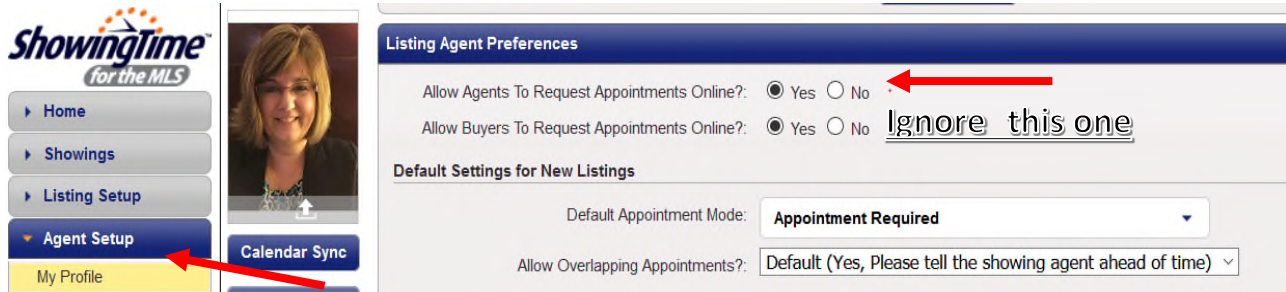 ShowingTime
for the MLS
Home
Showings
Listing Setup
Agent Setup
My Profile
Calendar Sync
Listing Agent Preferences
Allow Agents To Request Appointments Online?: Yes No
Allow Buyers To Request Appointments Online?: Yes No Ignore this one
Default Settings for New Listings
Default Appointment Mode: Appointment Required
Allow Overlapping Appointments?: Default (Yes, Please tell the showing agent ahead of time)